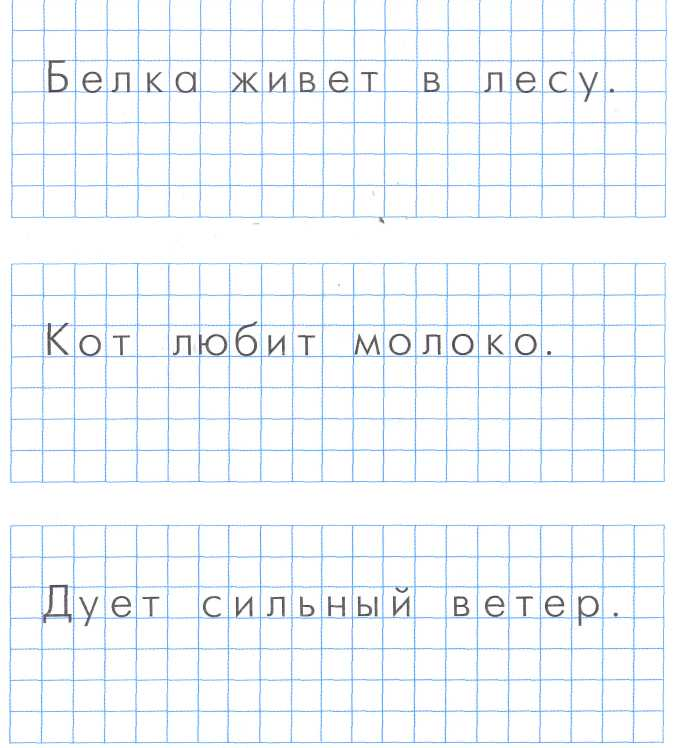 Белка живет в лесу.
Кот любит молоко.
Дует сильный ветер.